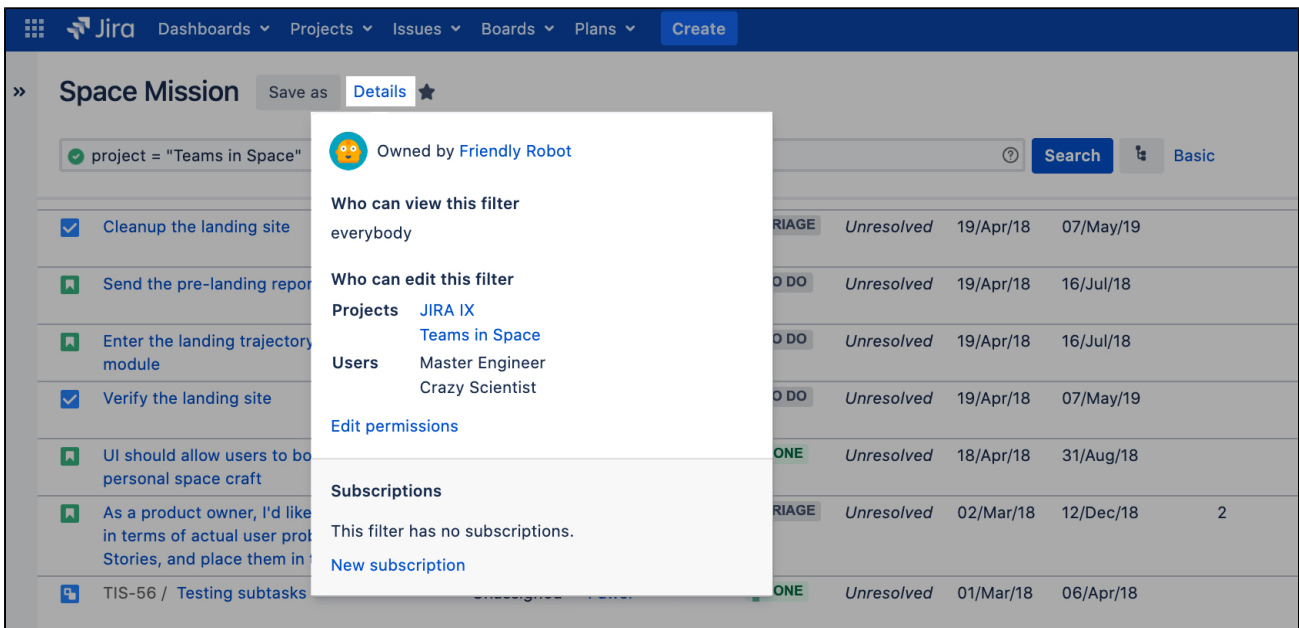 Jira Dashboards Projects Issues Boards Plans Create
Space Mission Save as Details
project = "Teams in Space" Search Basic
Owned by Friendly Robot
Who can view this filter
everybody
Who can edit this filter
Projects JIRA IX
Teams in Space
Users Master Engineer
Crazy Scientist
Edit permissions
Subscriptions
This filter has no subscriptions.
New subscription
Cleanup the landing site RIAGE Unresolved 19/Apr/18 07/May/19
Send the pre-landing repor O DO Unresolved 19/Apr/18 16/Jul/18
Enter the landing trajectory O DO Unresolved 19/Apr/18 16/Jul/18
module
Verify the landing site O DO Unresolved 19/Apr/18 07/May/19
UI should allow users to bo ONE Unresolved 18/Apr/18 31/Aug/18
personal space craft
As a product owner, I'd like RIAGE Unresolved 02/Mar/18 12/Dec/18 2
in terms of actual user prob
Stories, and place them in
TIS-56 / Testing subtasks ONE Unresolved 01/Mar/18 06/Apr/18